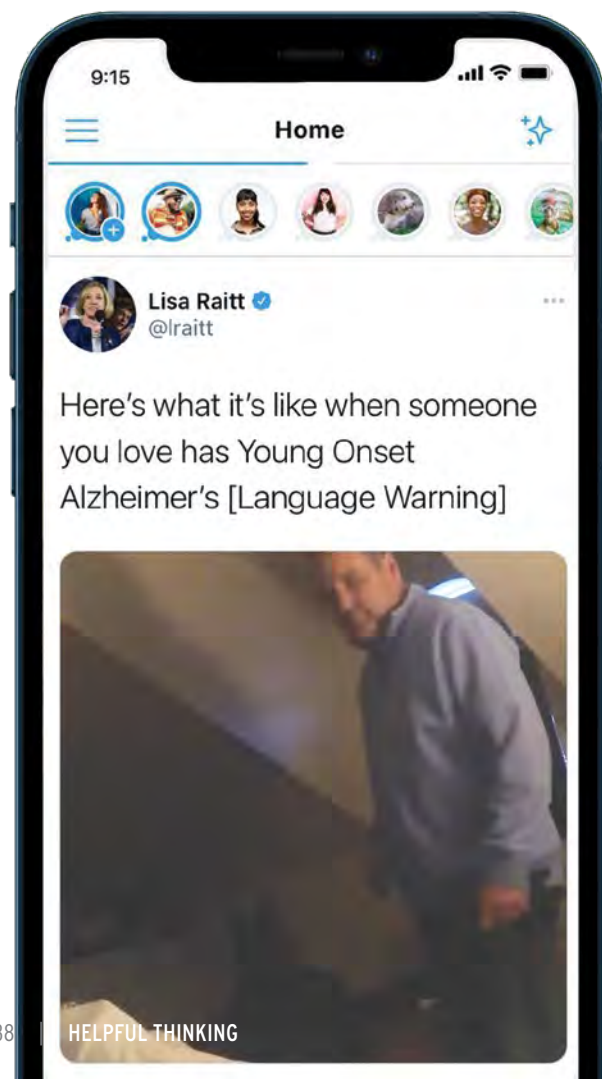 9:15
Home
Lisa Raitt
@lraitt
Here's what it's like when someone
you love has Young Onset
Alzheimer's [Language Warning]
HELPFUL THINKING